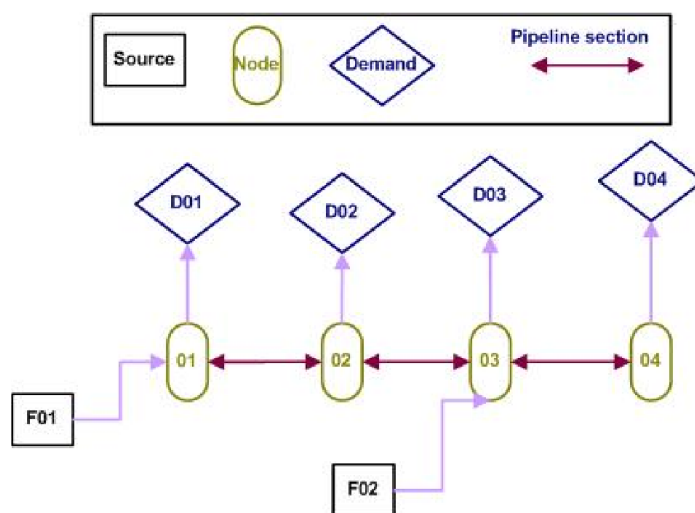 Pipeline section
Source
Node
Demand
D01
D02
D03
D04
01
02
03
04
F01
F02